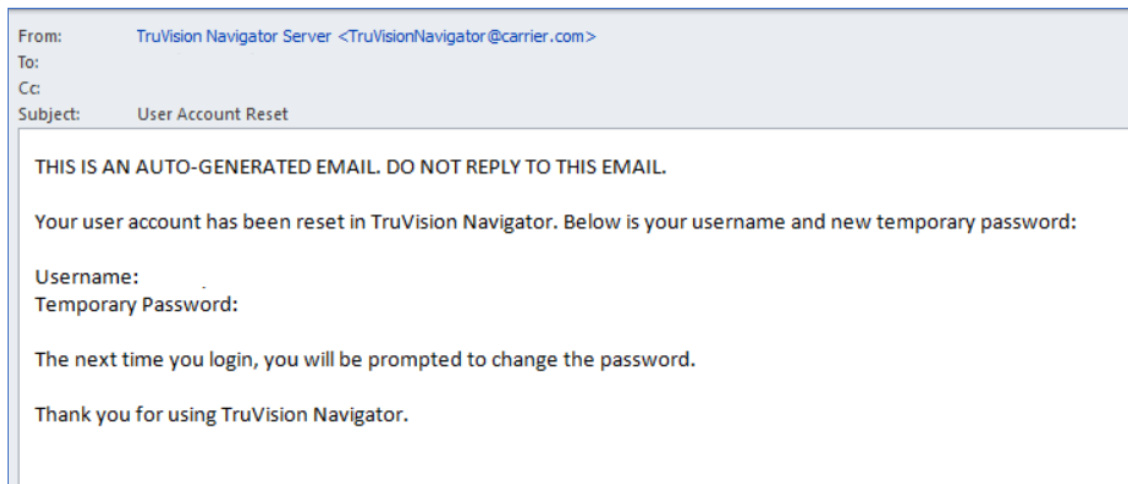 From: TruVision Navigator Server <TruVisionNavigator@carrier.com>
To:
Cc:
Subject: User Account Reset
THIS IS AN AUTO-GENERATED EMAIL. DO NOT REPLY TO THIS EMAIL.
Your user account has been reset in TruVision Navigator. Below is your username and new temporary password:
Username:
Temporary Password:
The next time you login, you will be prompted to change the password.
Thank you for using TruVision Navigator.